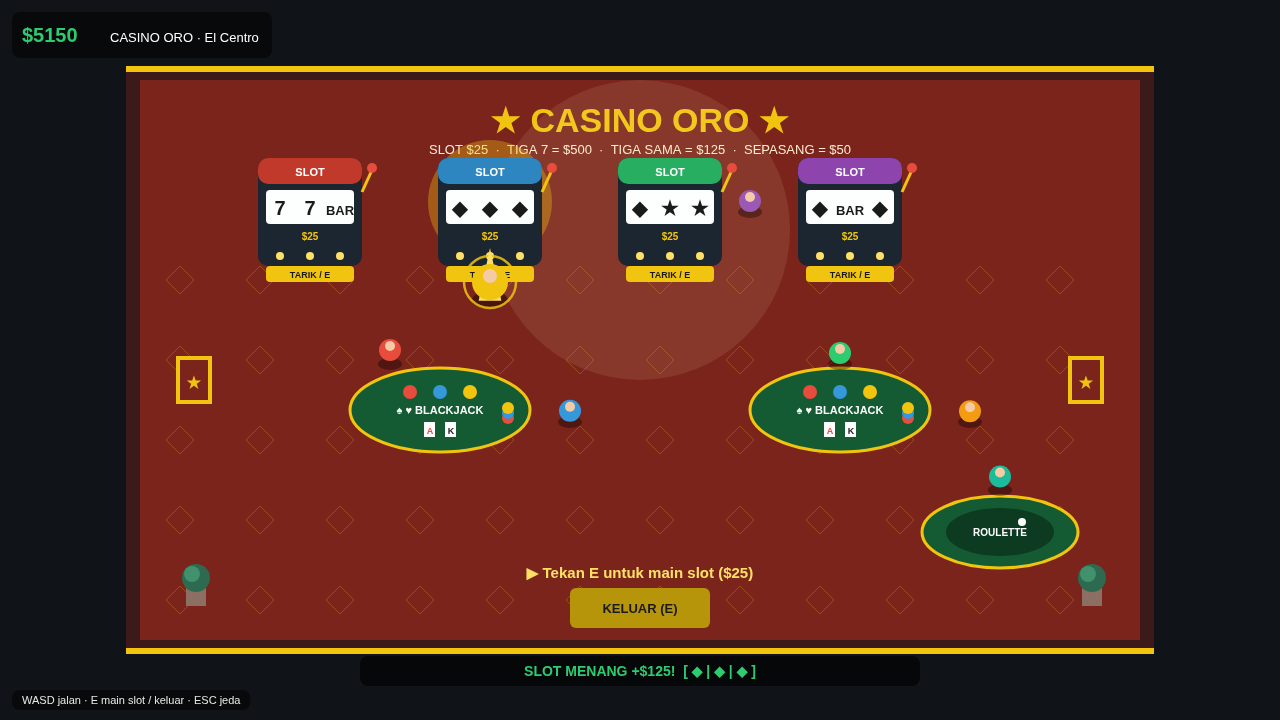 $5150 CASINO ORO · El Centro
★ CASINO ORO ★
SLOT $25 · TIGA 7 = $500 · TIGA SAMA = $125 · SEPASANG = $50
SLOT SLOT SLOT SLOT
7 7 BAR ◆ ◆ ◆ ◆ ★ ★ ◆ BAR ◆
$25 $25 $25 $25
TARIK / E TARIK / E TARIK / E
★ ★
♠ ♥ BLACKJACK ♠ ♥ BLACKJACK
A K A K
ROULETTE
▶ Tekan E untuk main slot ($25)
KELUAR (E)
SLOT MENANG +$125! [ ◆ | ◆ | ◆ ]
WASD jalan · E main slot / keluar · ESC jeda